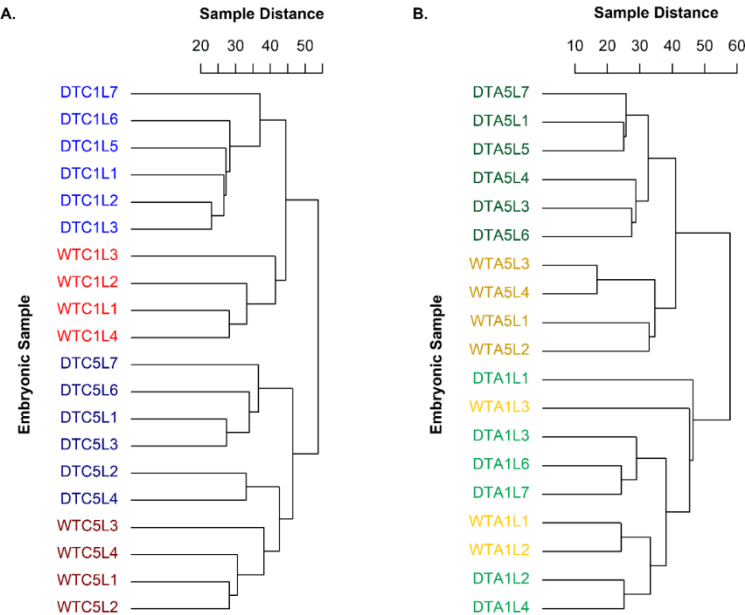 A.
Sample Distance
20 30 40 50
DTC1L7
DTC1L6
DTC1L5
DTC1L1
DTC1L2
DTC1L3
WTC1L3
WTC1L2
WTC1L1
WTC1L4
DTC5L7
DTC5L6
DTC5L1
DTC5L3
DTC5L2
DTC5L4
WTC5L3
WTC5L4
WTC5L1
WTC5L2
Embryonic Sample
B.
Sample Distance
10 20 30 40 50 60
DTA5L7
DTA5L1
DTA5L5
DTA5L4
DTA5L3
DTA5L6
WTA5L3
WTA5L4
WTA5L1
WTA5L2
DTA1L1
WTA1L3
DTA1L3
DTA1L6
DTA1L7
WTA1L1
WTA1L2
DTA1L2
DTA1L4
Embryonic Sample